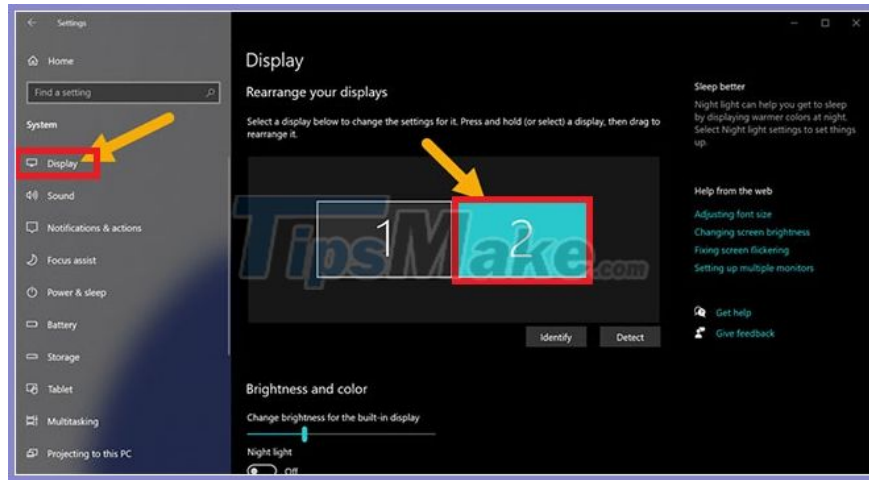 Settings
Home
Find a setting
System
Display
Sound
Notifications & actions
Focus assist
Power & sleep
Battery
Storage
Tablet
Multitasking
Projecting to this PC
Display
Rearrange your displays
Select a display below to change the settings for it. Press and hold (or select) a display, then drag to
rearrange it.
1
2
TipsMake.com
Identify
Detect
Brightness and color
Change brightness for the built-in display
Night light
Off
Sleep better
Night light can help you get to sleep
by displaying warmer colors at night.
Select Night light settings to set things
up.
Help from the web
Adjusting font size
Changing screen brightness
Fixing screen flickering
Setting up multiple monitors
Get help
Give feedback